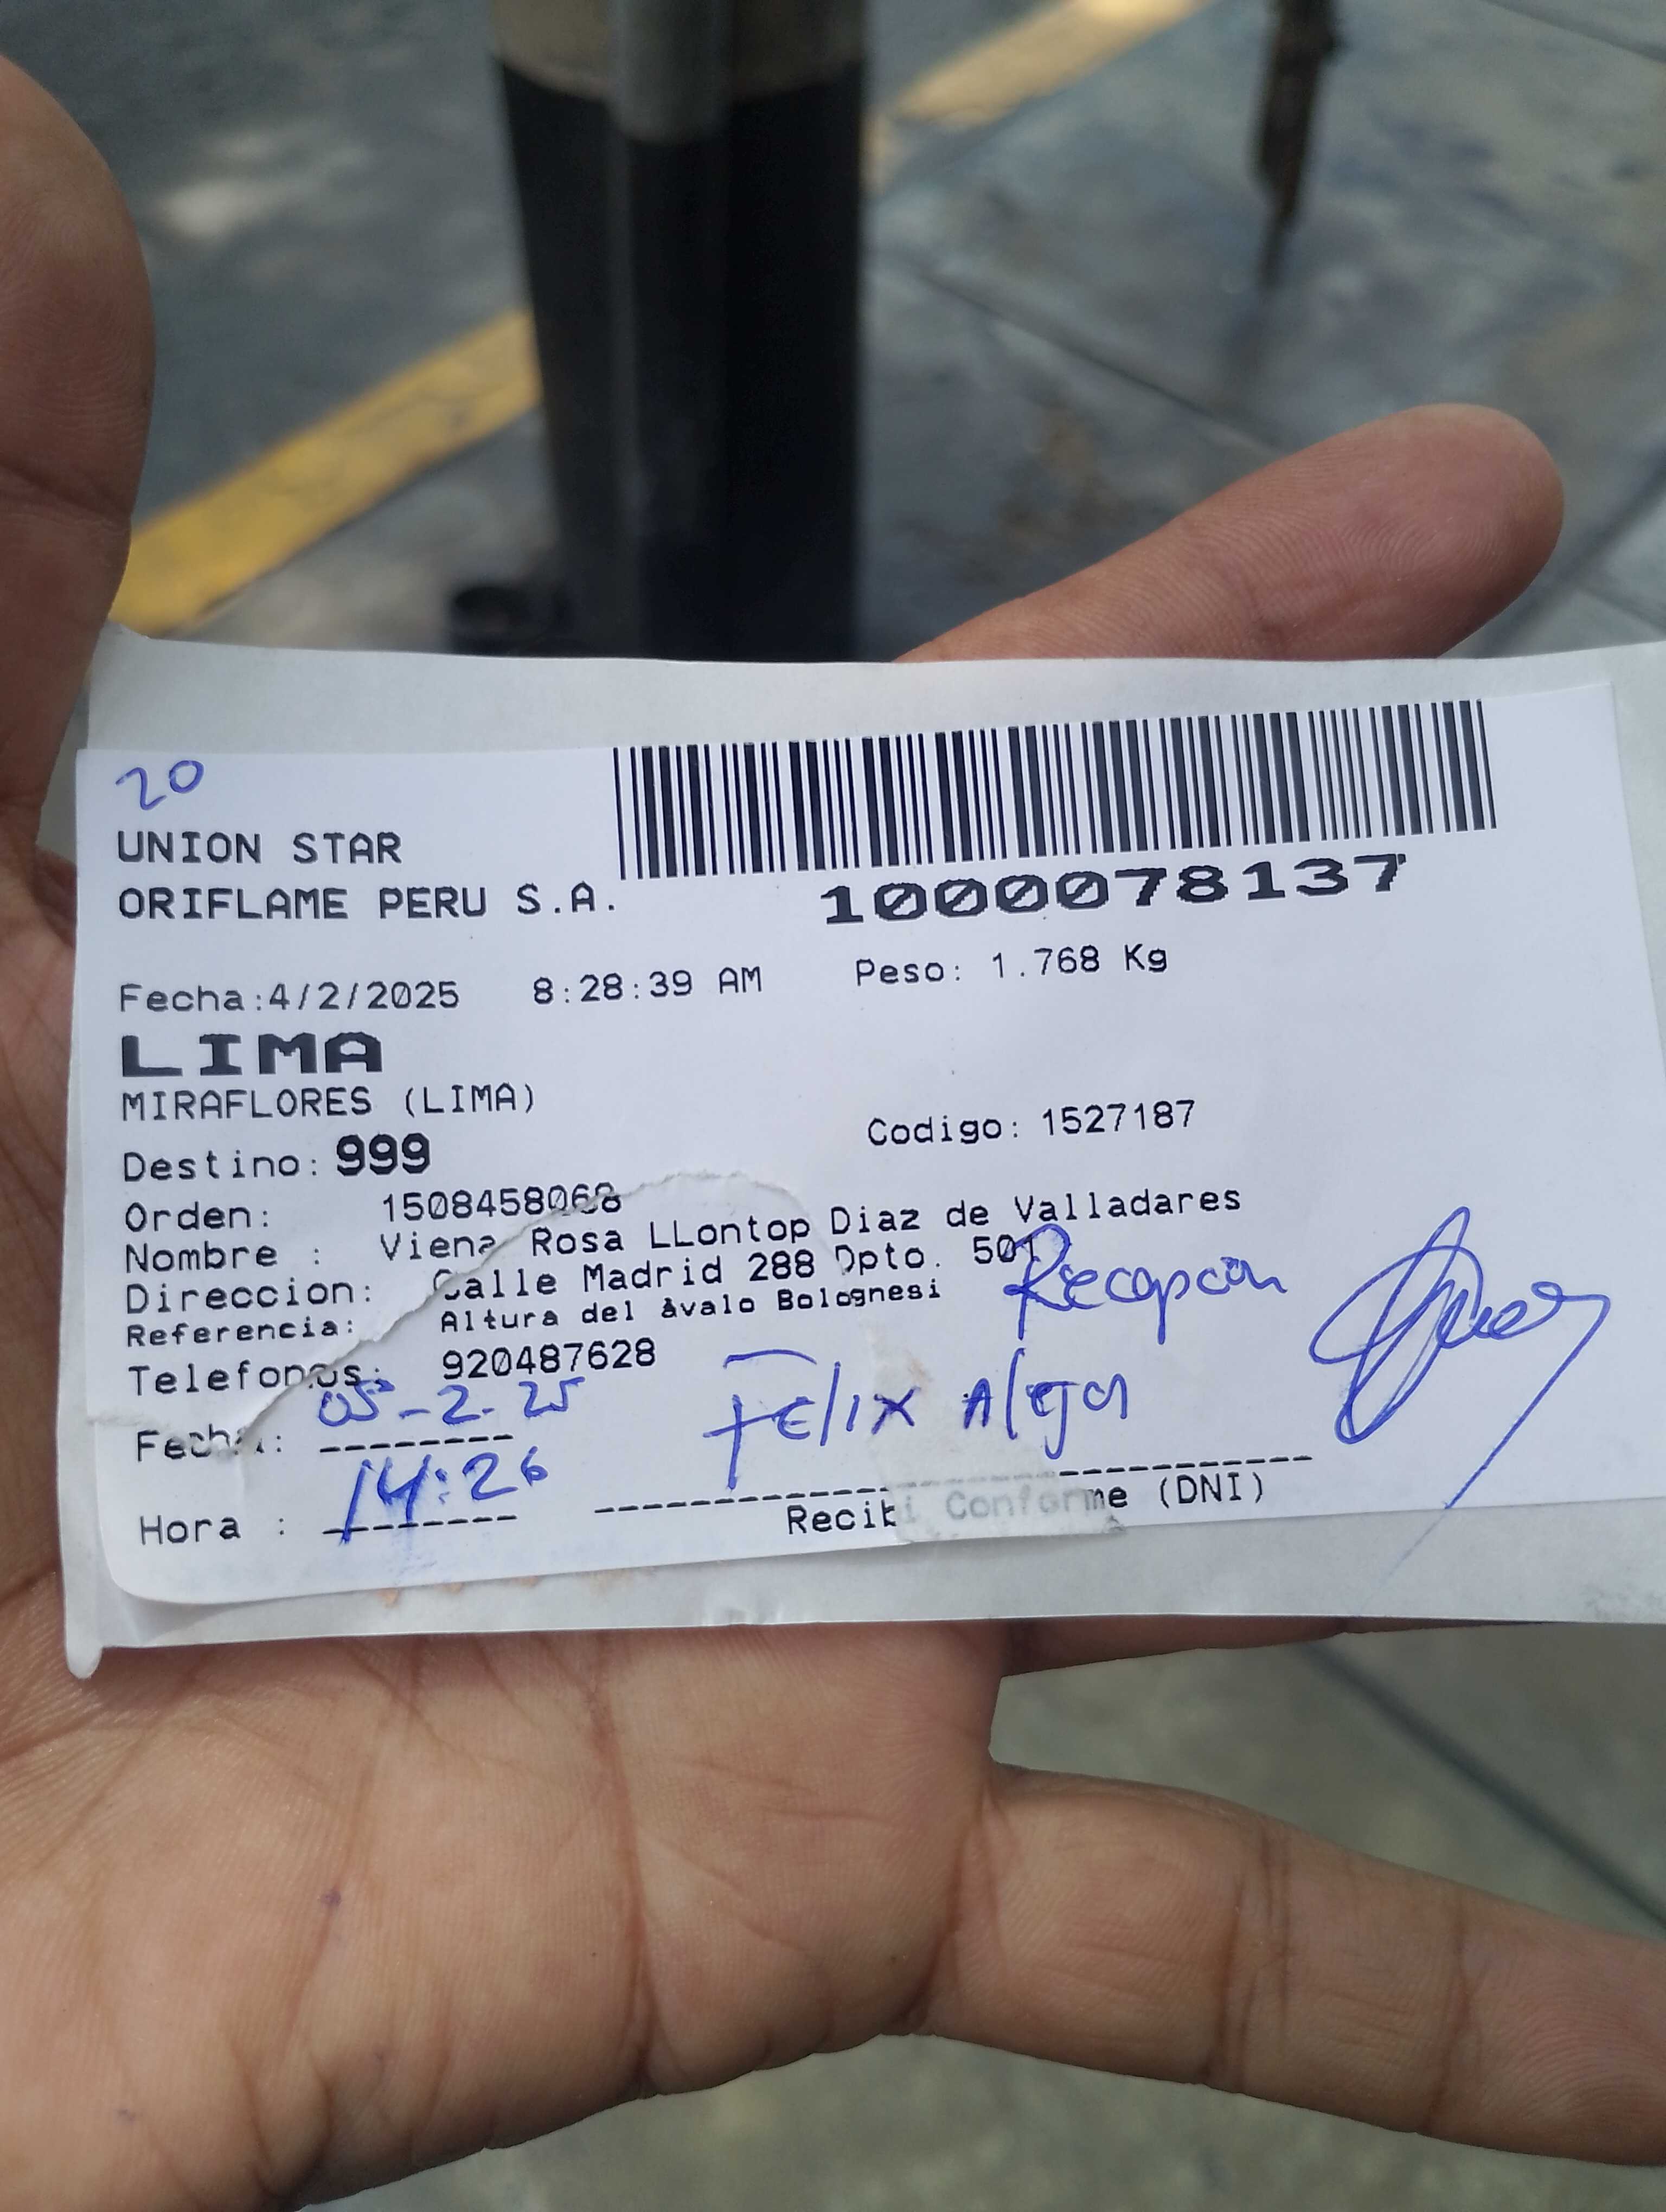 20
UNION STAR
ORIFLAME PERU S.A.
1000078137
Fecha:4/2/2025 8:28:39 AM Peso: 1.768 Kg
LIMA
MIRAFLORES (LIMA)
Destino: 999 Codigo: 1527187
Orden: 1508458068
Nombre : Viena Rosa LLontop Diaz de Valladares
Direccion: Calle Madrid 288 Dpto. 501
Referencia: Altura del òvalo Bolognesi
Recepcion
Telefonos: 920487628
Fecha: 05-2-25 Felix
Hora : 14:26
Recibi Conforme (DNI)